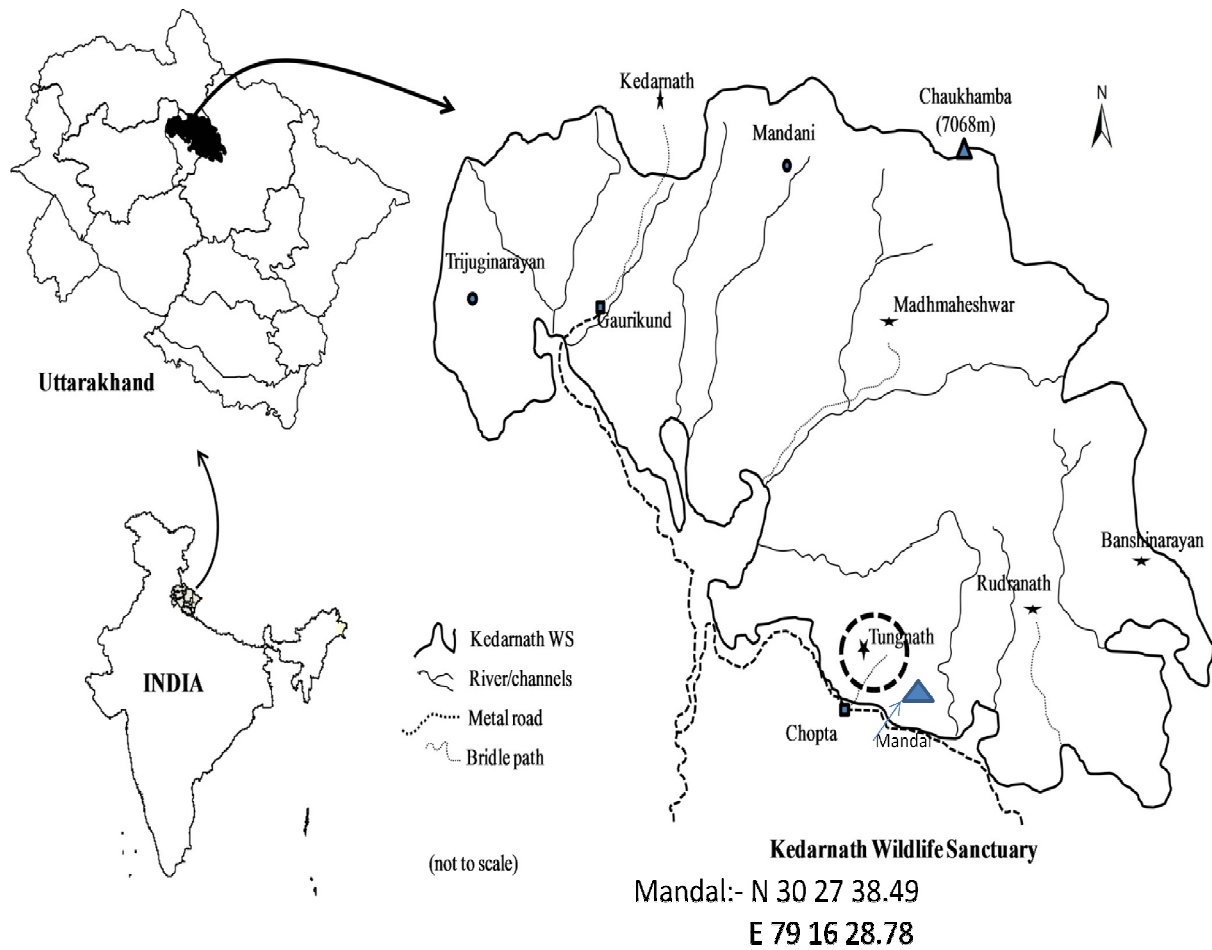 Kedarnath
Chaukhamba
(7068m)
N
Mandani
Trijuginarayan
Gaurikund
Madhmaheshwar
Uttarakhand
Banshinarayan
Rudranath
Tungnath
Kedarnath WS
River/channels
INDIA
Metal road
Chopta
Mandal
Bridle path
(not to scale)
Kedarnath Wildlife Sanctuary
Mandal:- N 30 27 38.49
E 79 16 28.78